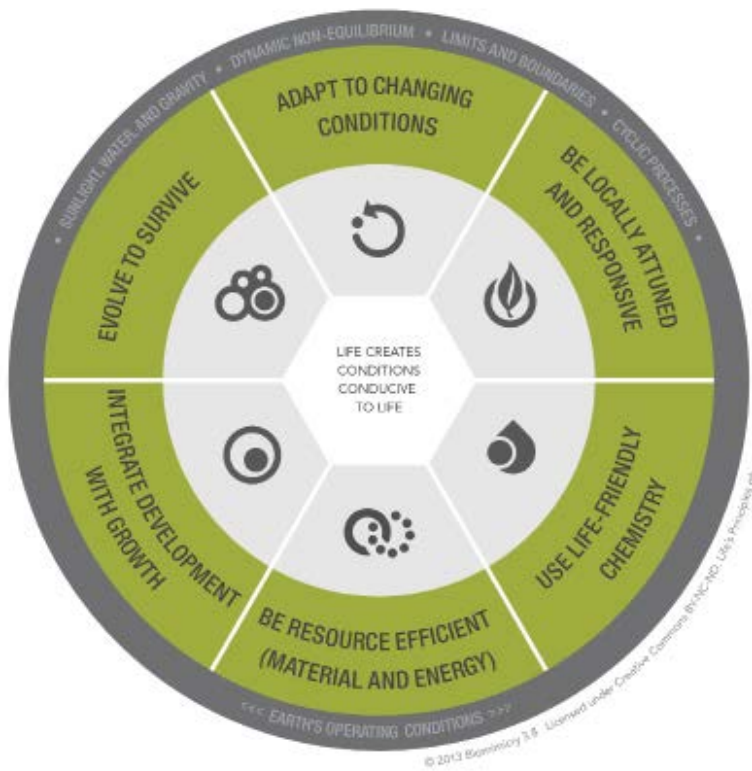 • SUNLIGHT, WATER, AND GRAVITY • DYNAMIC NON-EQUILIBRIUM • LIMITS AND BOUNDARIES • CYCLIC PROCESSES •
ADAPT TO CHANGING
CONDITIONS
BE LOCALLY ATTUNED
AND RESPONSIVE
USE LIFE-FRIENDLY
CHEMISTRY
BE RESOURCE EFFICIENT
(MATERIAL AND ENERGY)
INTEGRATE DEVELOPMENT
WITH GROWTH
EVOLVE TO SURVIVE
LIFE CREATES
CONDITIONS
CONDUCIVE
TO LIFE
<<< EARTH'S OPERATING CONDITIONS >>>
© 2013 Biomimicry 3.8 Licensed under Creative Commons BY-NC-ND. Life's Principles